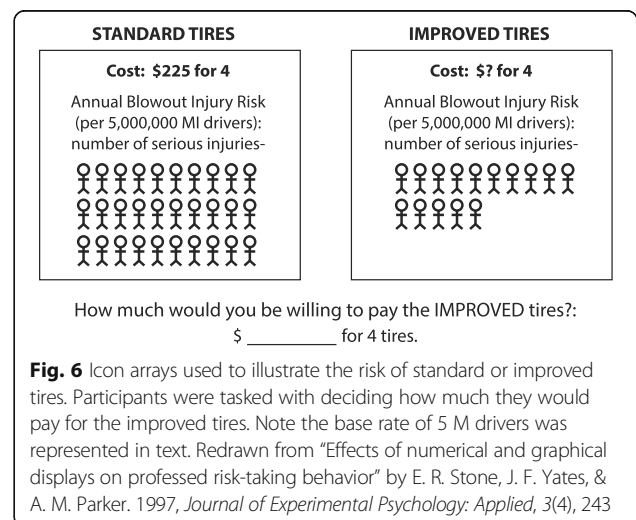 STANDARD TIRES
Cost: $225 for 4
Annual Blowout Injury Risk
(per 5,000,000 MI drivers):
number of serious injuries-
IMPROVED TIRES
Cost: $? for 4
Annual Blowout Injury Risk
(per 5,000,000 MI drivers):
number of serious injuries-
How much would you be willing to pay the IMPROVED tires?:
$ _________ for 4 tires.
Fig. 6 Icon arrays used to illustrate the risk of standard or improved
tires. Participants were tasked with deciding how much they would
pay for the improved tires. Note the base rate of 5 M drivers was
represented in text. Redrawn from "Effects of numerical and graphical
displays on professed risk-taking behavior" by E. R. Stone, J. F. Yates, &
A. M. Parker. 1997, Journal of Experimental Psychology: Applied, 3(4), 243